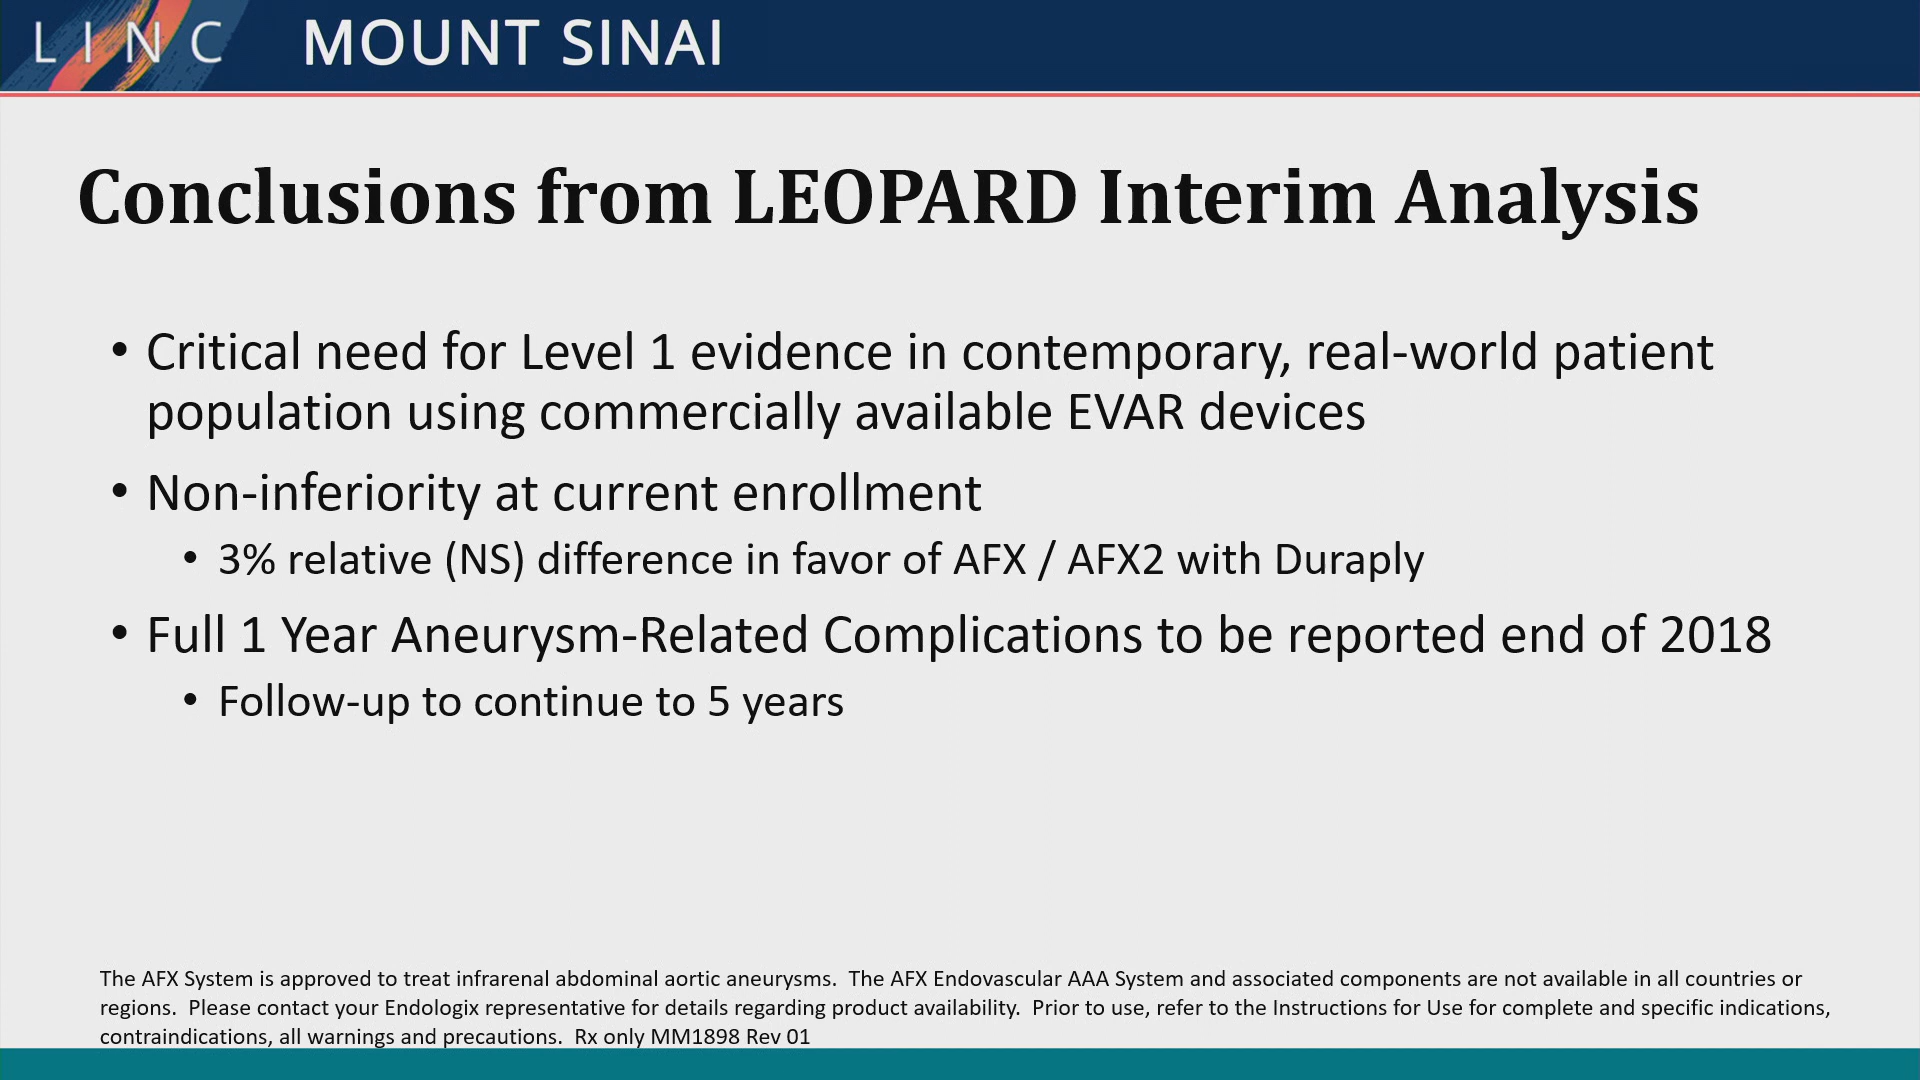 LINC MOUNT SINAI
Conclusions from LEOPARD Interim Analysis
• Critical need for Level 1 evidence in contemporary, real-world patient
population using commercially available EVAR devices
• Non-inferiority at current enrollment
• 3% relative (NS) difference in favor of AFX / AFX2 with Duraply
• Full 1 Year Aneurysm-Related Complications to be reported end of 2018
• Follow-up to continue to 5 years
The AFX System is approved to treat infrarenal abdominal aortic aneurysms. The AFX Endovascular AAA System and associated components are not available in all countries or
regions. Please contact your Endologix representative for details regarding product availability. Prior to use, refer to the Instructions for Use for complete and specific indications,
contraindications, all warnings and precautions. Rx only MM1898 Rev 01